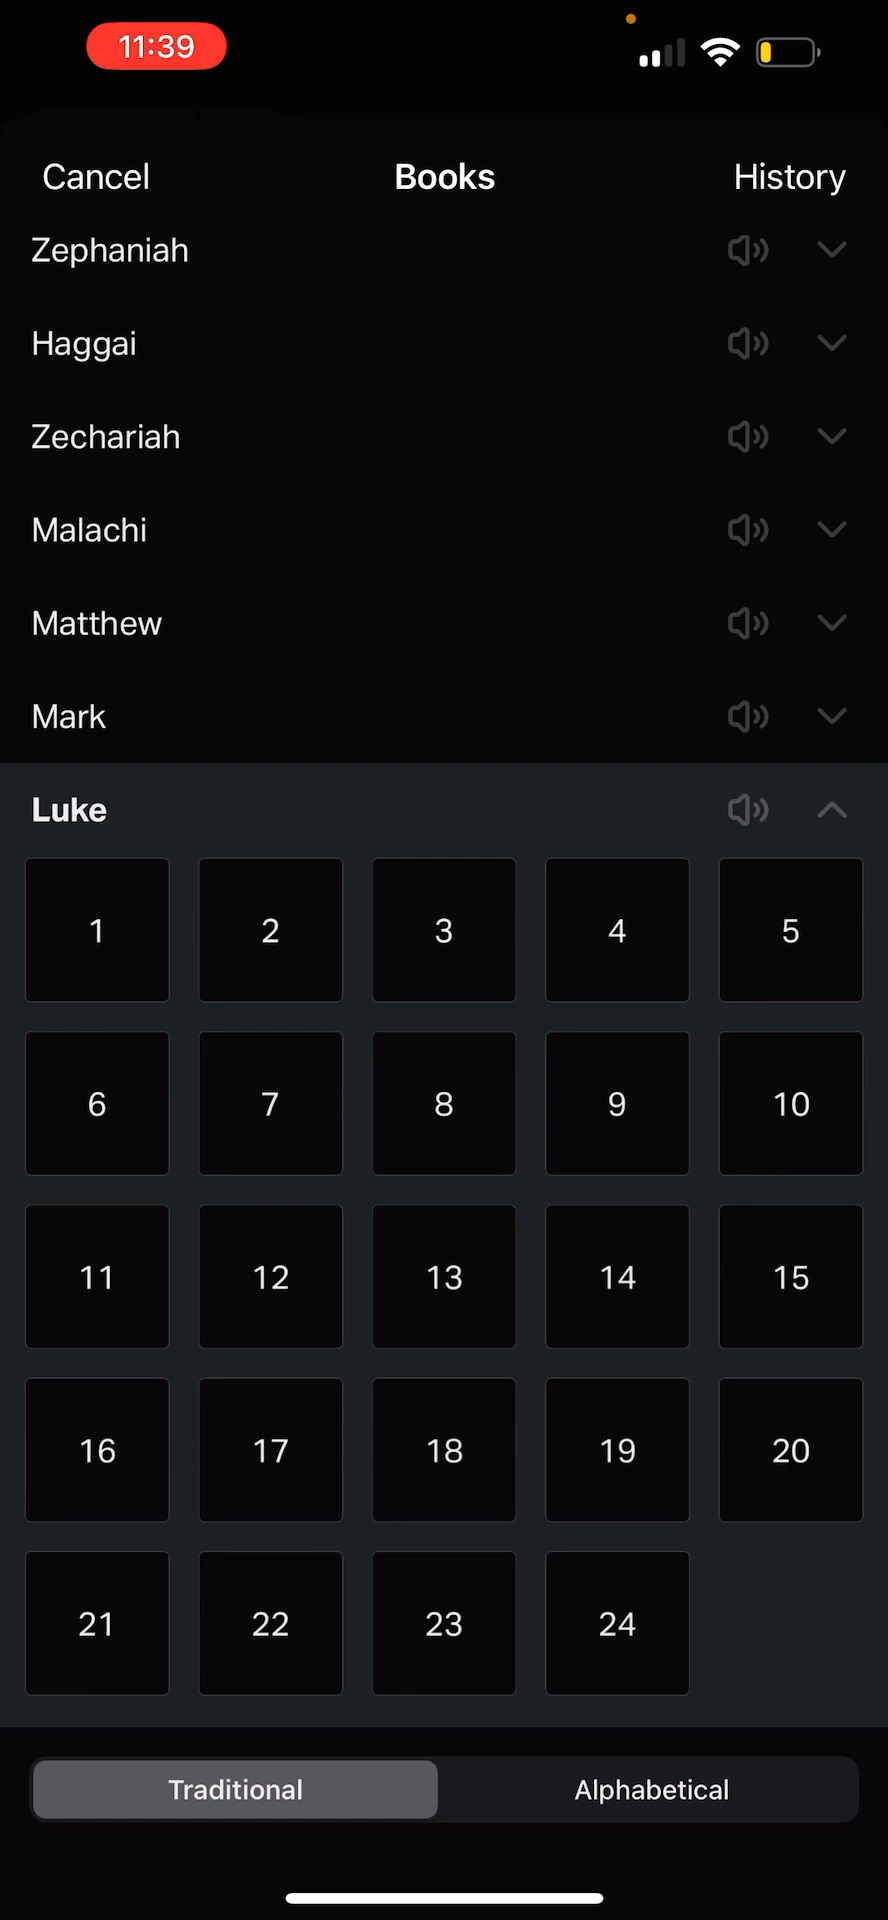 11:39
Cancel Books History
Zephaniah
Haggai
Zechariah
Malachi
Matthew
Mark
Luke
1 2 3 4 5
6 7 8 9 10
11 12 13 14 15
16 17 18 19 20
21 22 23 24
Traditional Alphabetical